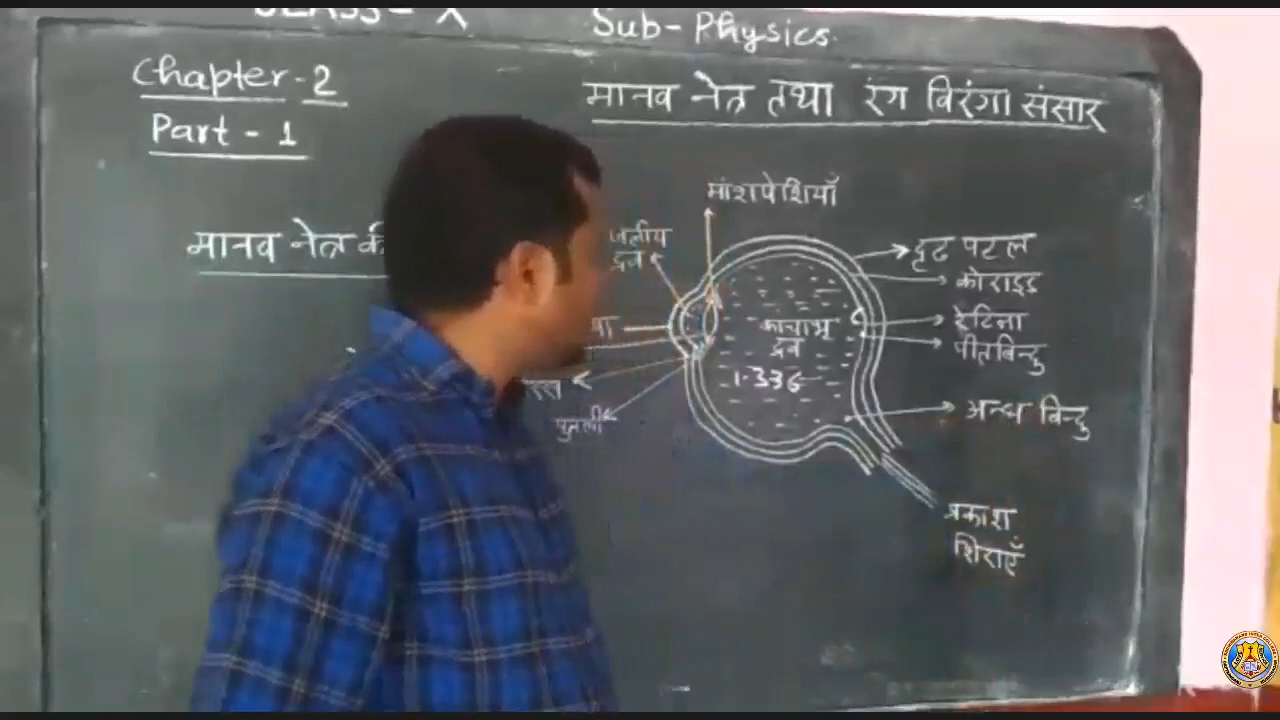 CLASS - X
Sub - Physics.
Chapter - 2
Part - 1
मानव नेत्र तथा रंग विरंगा संसार
मानव नेत्र
मांशपेशियाँ
जलीय
द्रव
दृढ पटल
कोराइड
रेटिना
पीतबिन्दु
काचाभ
द्रव
1.336
पुतली
अन्ध बिन्दु
प्रकाश
शिराएँ